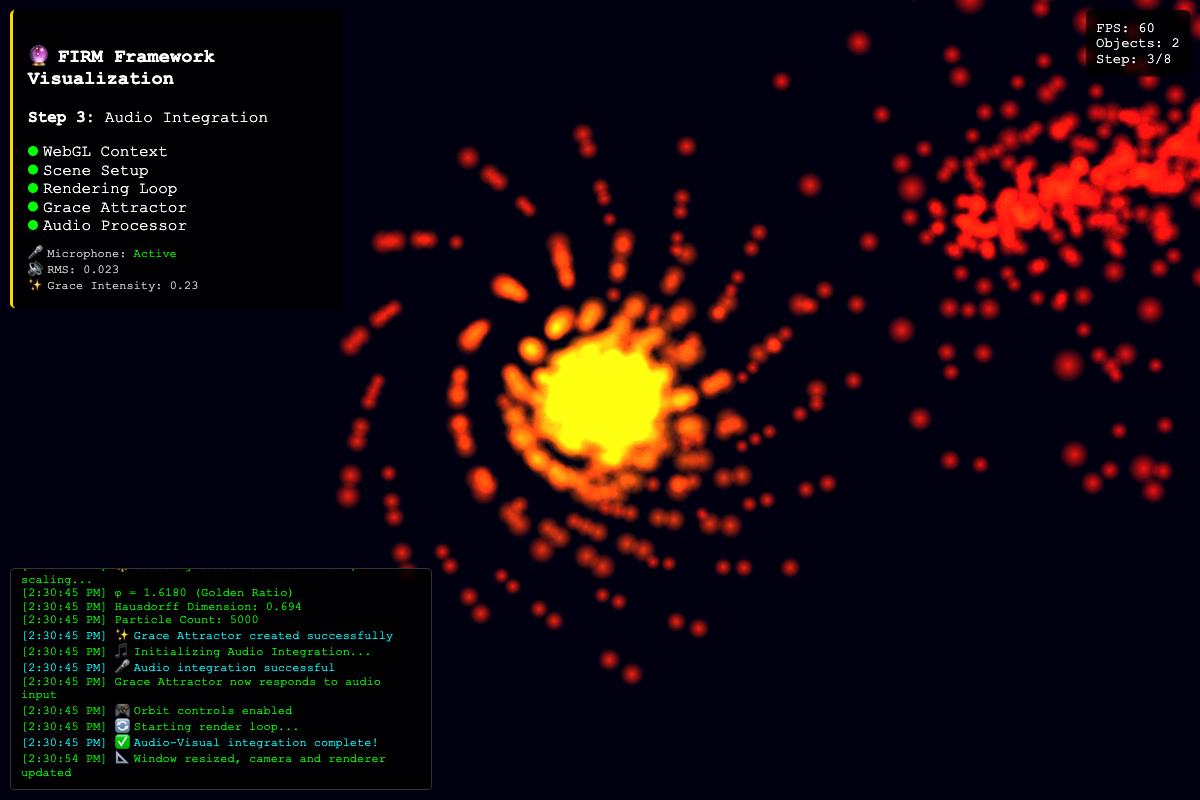 🔮 FIRM Framework
Visualization
Step 3: Audio Integration
WebGL Context
Scene Setup
Rendering Loop
Grace Attractor
Audio Processor
🎤 Microphone: Active
🔊 RMS: 0.023
✨ Grace Intensity: 0.23
FPS: 60
Objects: 2
Step: 3/8
scaling...
[2:30:45 PM] φ = 1.6180 (Golden Ratio)
[2:30:45 PM] Hausdorff Dimension: 0.694
[2:30:45 PM] Particle Count: 5000
[2:30:45 PM] ✨ Grace Attractor created successfully
[2:30:45 PM] 🎵 Initializing Audio Integration...
[2:30:45 PM] 🎤 Audio integration successful
[2:30:45 PM] Grace Attractor now responds to audio
input
[2:30:45 PM] 🎮 Orbit controls enabled
[2:30:45 PM] 🔄 Starting render loop...
[2:30:45 PM] ✅ Audio-Visual integration complete!
[2:30:54 PM] 📐 Window resized, camera and renderer
updated